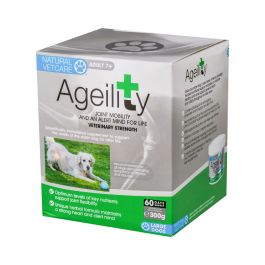 NATURAL VETCARE
ADULT 7+
Ageility
JOINT MOBILITY
AND AN ALERT MIND FOR LIFE
VETERINARY STRENGTH
Optimum levels of key nutrients
support joint flexibility
Unique herbal formula maintains
a strong heart and alert mind
60 DAYS
300g
LARGE
DOGS